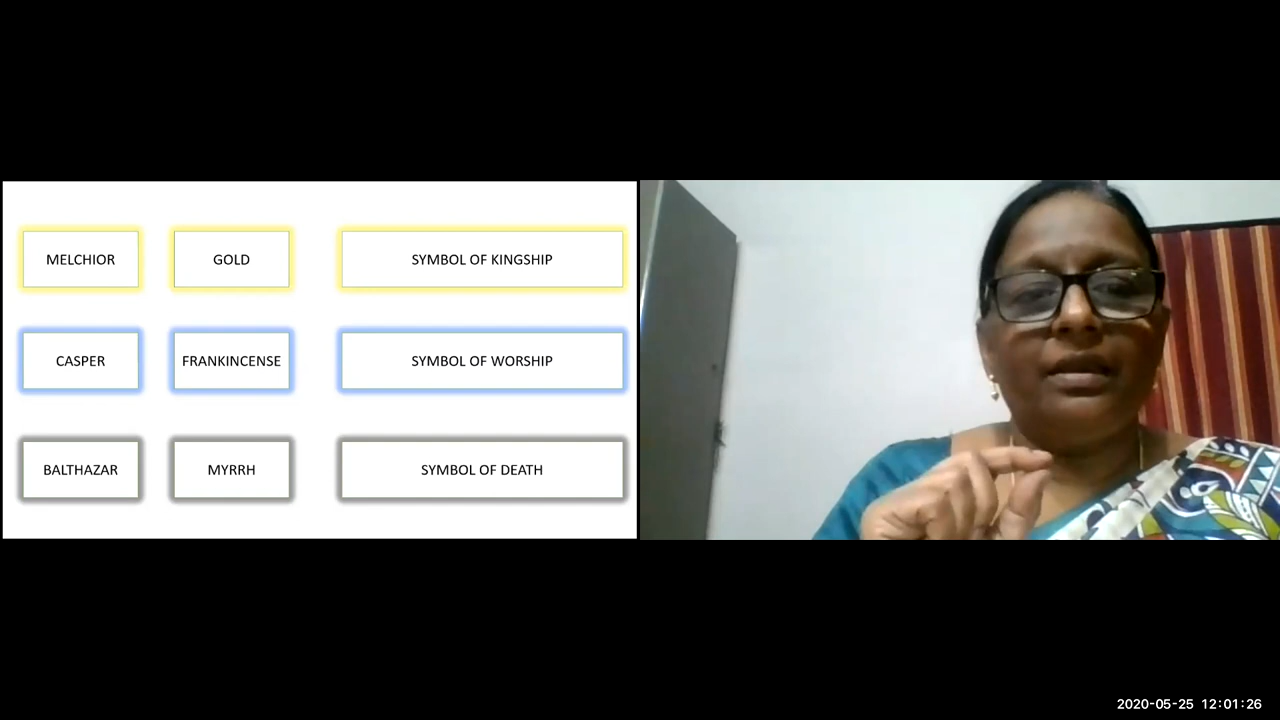 MELCHIOR
GOLD
SYMBOL OF KINGSHIP
CASPER
FRANKINCENSE
SYMBOL OF WORSHIP
BALTHAZAR
MYRRH
SYMBOL OF DEATH
2020-05-25 12:01:26